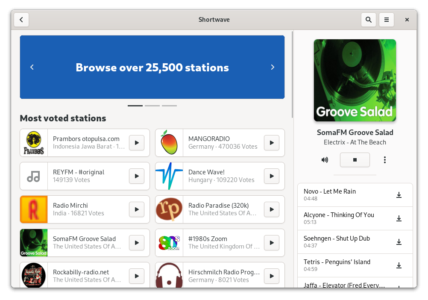 Shortwave
Browse over 25,500 stations
Most voted stations
Prambors otopulsa.com
Indonesia Jawa Barat · 1...
MANGORADIO
Germany · 470036 Votes
REYFM - #original
149139 Votes
Dance Wave!
Hungary · 109220 Votes
Radio Mirchi
India · 16821 Votes
Radio Paradise (320k)
The United States Of A...
SomaFM Groove Salad
The United States Of A...
#1980s Zoom
The United Kingdom Of ...
Rockabilly-radio.net
The United States Of A...
Hirschmilch Radio Prog...
Germany · 8021 Votes
Groove Salad
SomaFM Groove Salad
Electrix - At The Beach
Novo - Let Me Rain
04:48
Alcyone - Thinking Of You
05:13
Soehngen - Shut Up Dub
04:37
Tetris - Penguins' Island
04:59
Jaffa - Elevator (Fred Every...